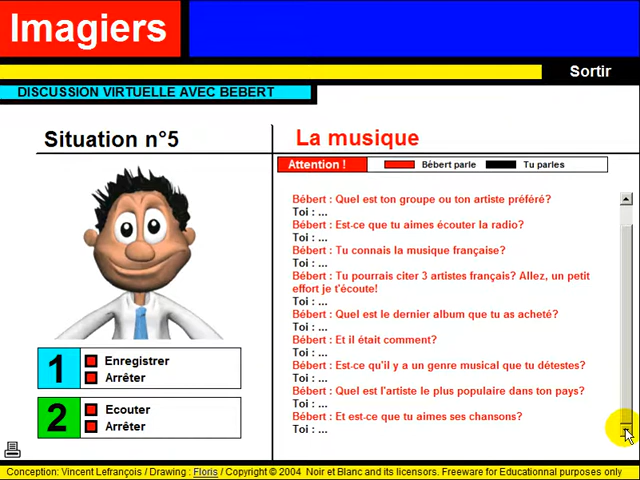 Imagiers
Sortir
DISCUSSION VIRTUELLE AVEC BEBERT
Situation n°5
La musique
Attention !
Bébert parle
Tu parles
Bébert : Quel est ton groupe ou ton artiste préféré?
Toi : ...
Bébert : Est-ce que tu aimes écouter la radio?
Toi : ...
Bébert : Tu connais la musique française?
Toi : ...
Bébert : Tu pourrais citer 3 artistes français? Allez, un petit
effort je t'écoute!
Toi : ...
Bébert : Quel est le dernier album que tu as acheté?
Toi : ...
Bébert : Et il était comment?
Toi : ...
Bébert : Est-ce qu'il y a un genre musical que tu détestes?
Toi : ...
Bébert : Quel est l'artiste le plus populaire dans ton pays?
Toi : ...
Bébert : Et est-ce que tu aimes ses chansons?
Toi : ...
1
Enregistrer
Arrêter
2
Ecouter
Arrêter
Conception: Vincent Lefrançois / Drawing : Floris / Copyright © 2004 Noir et Blanc and its licensors. Freeware for Educationnal purposes only